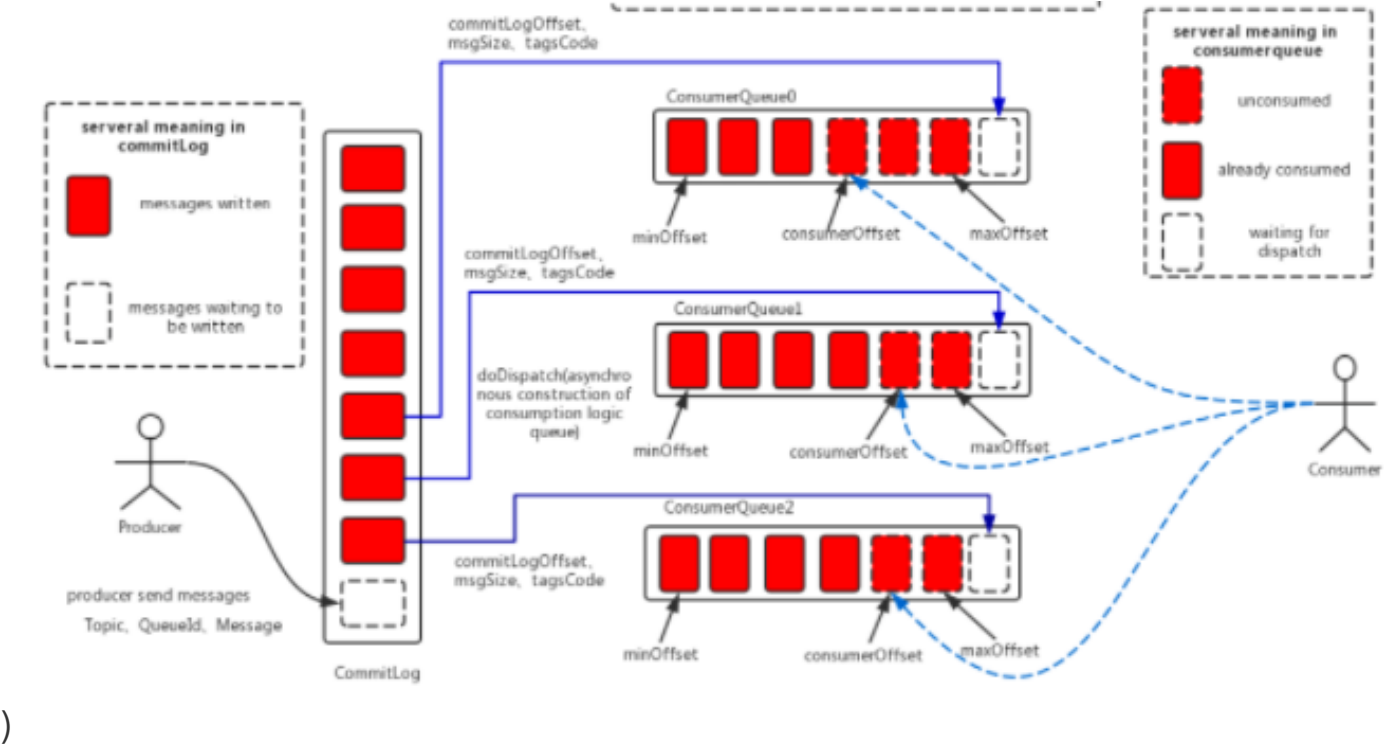 commitLogOffset、
msgSize、tagsCode
serveral meaning in
consumerqueue
unconsumed
already consumed
waiting for
dispatch
serveral meaning in
commitLog
messages written
messages waiting to
be written
ConsumerQueue0
minOffset
consumerOffset
maxOffset
commitLogOffset、
msgSize、tagsCode
ConsumerQueue1
doDispatch(asynchro
nous construction of
consumption logic
queue)
minOffset
consumerOffset
maxOffset
Consumer
ConsumerQueue2
Producer
commitLogOffset、
msgSize、tagsCode
producer send messages
Topic、QueueId、Message
minOffset
consumerOffset
maxOffset
CommitLog
)